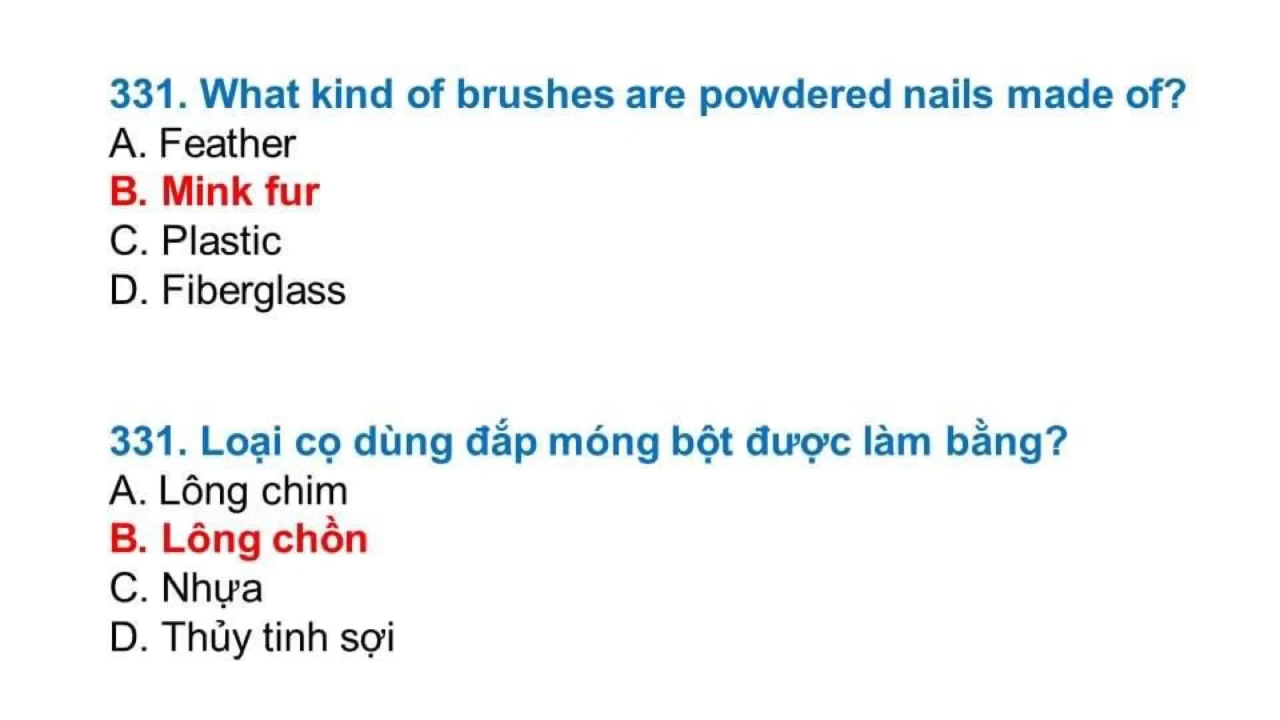 331. What kind of brushes are powdered nails made of?
A. Feather
B. Mink fur
C. Plastic
D. Fiberglass
331. Loại cọ dùng đắp móng bột được làm bằng?
A. Lông chim
B. Lông chồn
C. Nhựa
D. Thủy tinh sợi